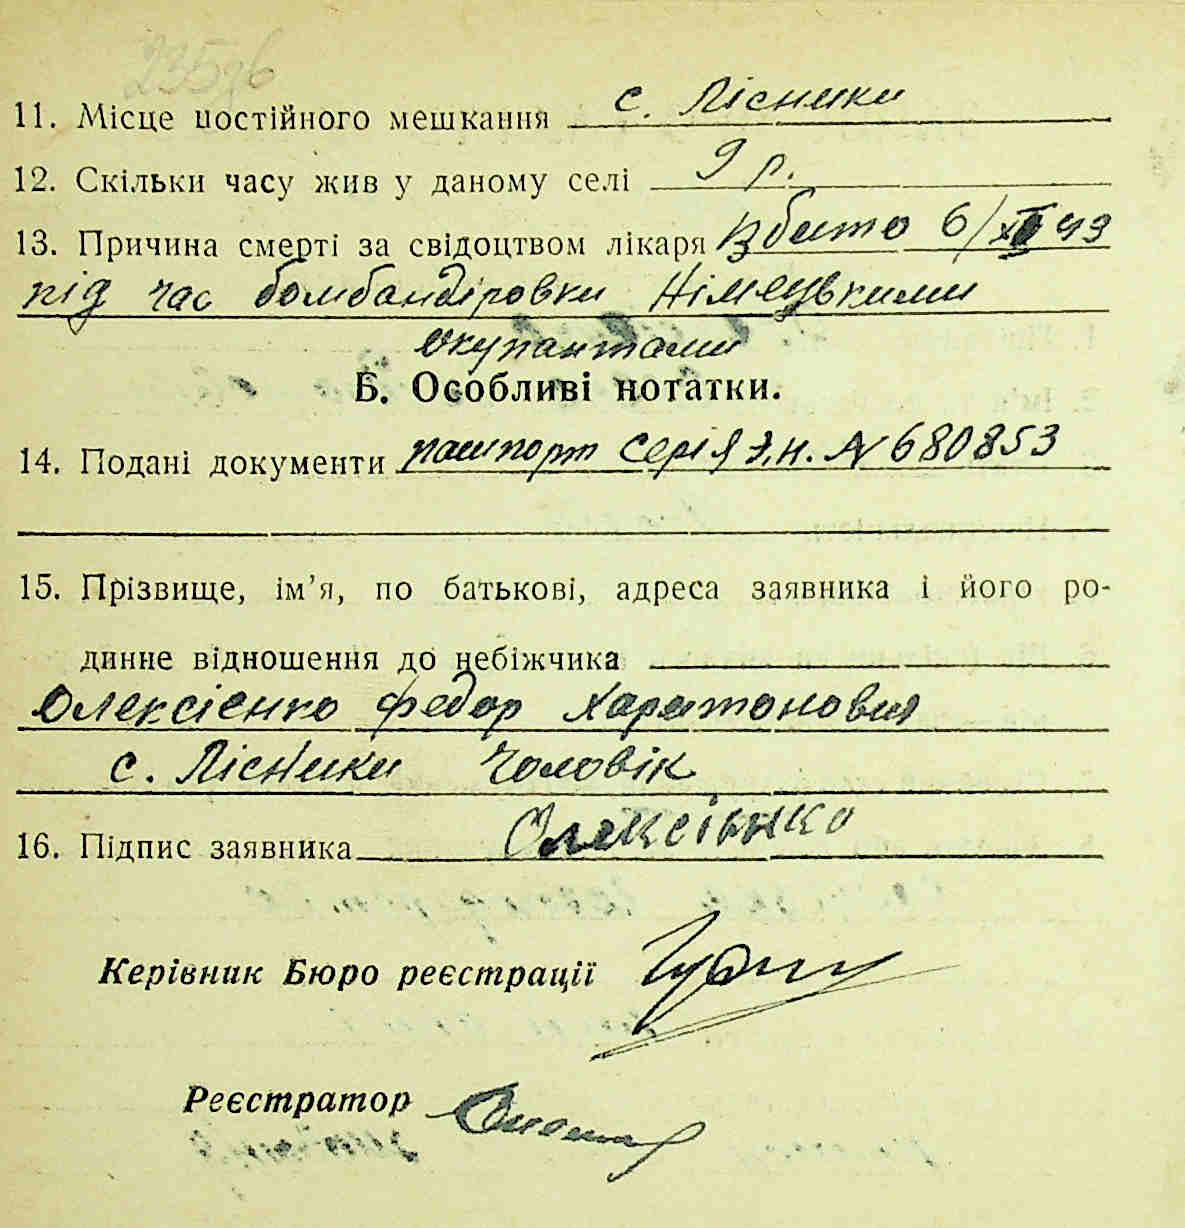 11. Місце постійного мешкання с. Лісники
12. Скільки часу жив у даному селі 9 р.
13. Причина смерті за свідоцтвом лікаря Вбито 6/XI 43
під час бомбандіровки Німецькими
окупантами
Б. Особливі нотатки.
14. Подані документи пашпорт серія Э.Н. № 680853
15. Прізвище, ім'я, по батькові, адреса заявника і його ро-
динне відношення до небіжчика
Олексієнко Федор Харитонович
с. Лісники Чоловік
16. Підпис заявника Олексієнко
Керівник Бюро реєстрації
Реєстратор